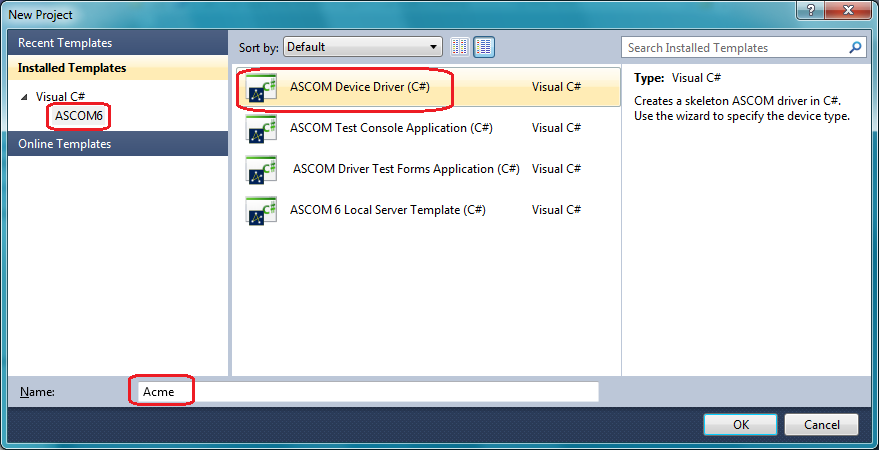 New Project
Recent Templates
Installed Templates
Visual C#
ASCOM6
Online Templates
Sort by: Default
Search Installed Templates
ASCOM Device Driver (C#) Visual C#
ASCOM Test Console Application (C#) Visual C#
ASCOM Driver Test Forms Application (C#) Visual C#
ASCOM 6 Local Server Template (C#) Visual C#
Type: Visual C#
Creates a skeleton ASCOM driver in C#.
Use the wizard to specify the device type.
Name: Acme
OK Cancel